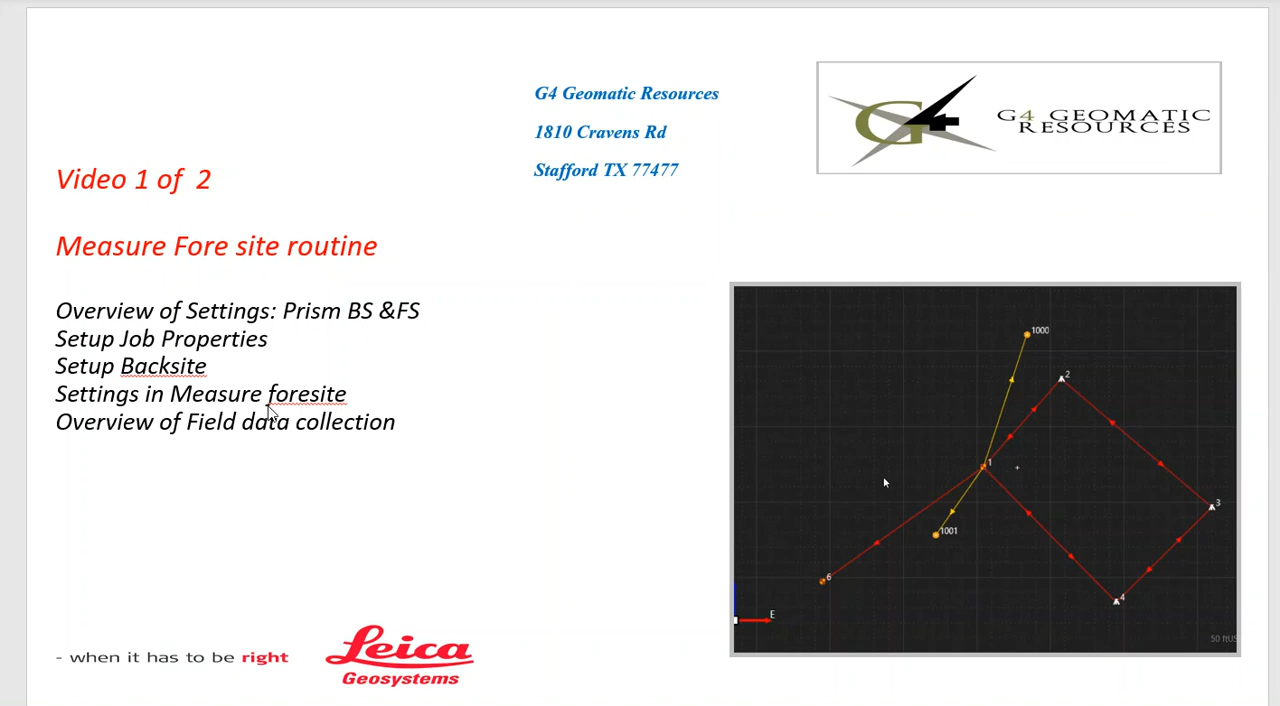 G4 Geomatic Resources
1810 Cravens Rd
Stafford TX 77477
G4 GEOMATIC
RESOURCES
Video 1 of 2
Measure Fore site routine
Overview of Settings: Prism BS &FS
Setup Job Properties
Setup Backsite
Settings in Measure foresite
Overview of Field data collection
1000
2
1
3
1001
6
4
E
50 ftUS
- when it has to be right
Leica
Geosystems